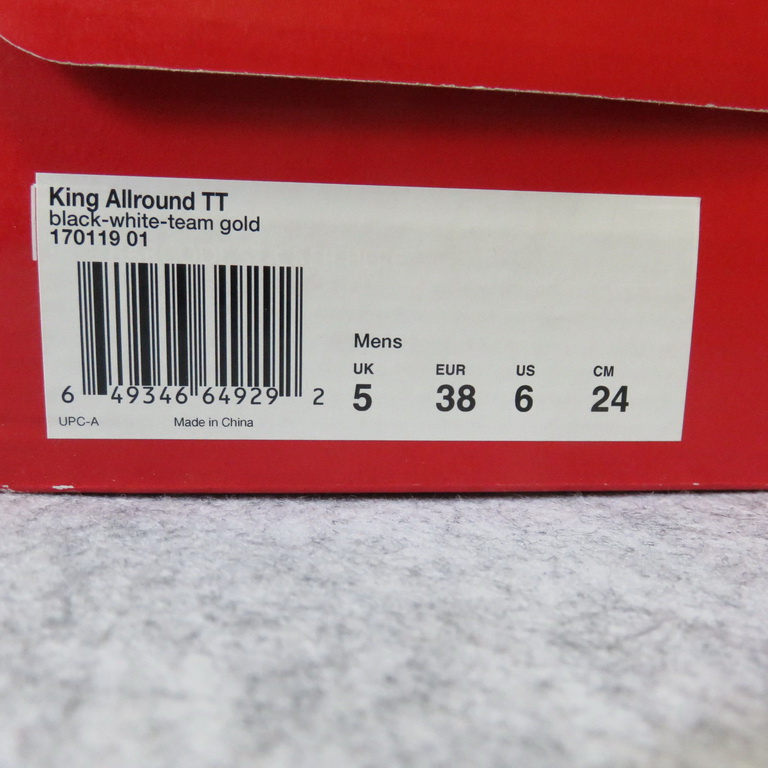 King Allround TT
black-white-team gold
170119 01
6 49346 64929 2
UPC-A Made in China
Mens
UK EUR US CM
5 38 6 24